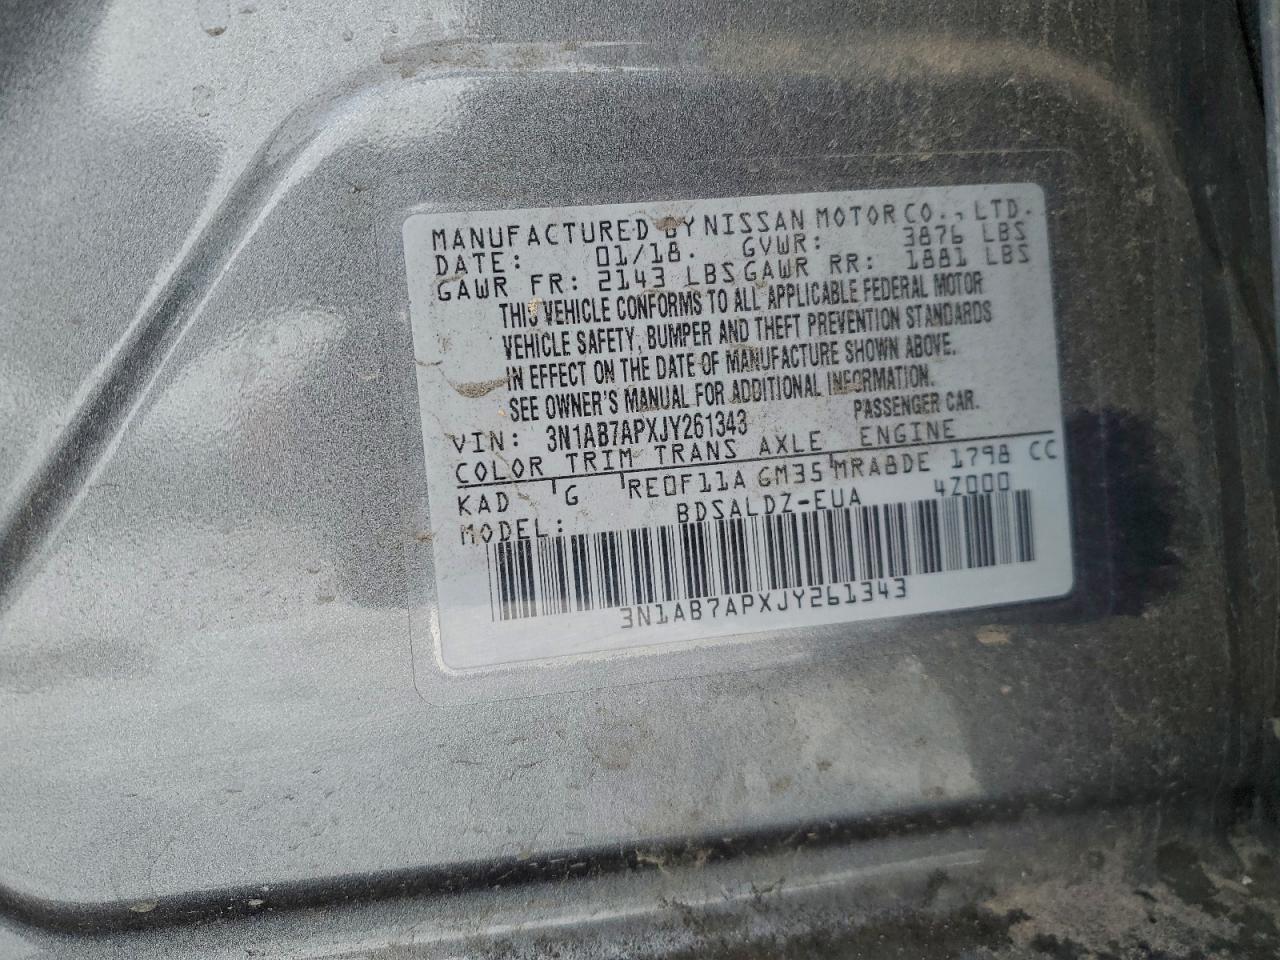 MANUFACTURED BY NISSAN MOTOR CO., LTD.
DATE: 01/18. GVWR: 3876 LBS
GAWR FR: 2143 LBS GAWR RR: 1881 LBS
THIS VEHICLE CONFORMS TO ALL APPLICABLE FEDERAL MOTOR
VEHICLE SAFETY, BUMPER AND THEFT PREVENTION STANDARDS
IN EFFECT ON THE DATE OF MANUFACTURE SHOWN ABOVE.
SEE OWNER'S MANUAL FOR ADDITIONAL INFORMATION.
VIN: 3N1AB7APXJY261343 PASSENGER CAR.
COLOR TRIM TRANS AXLE ENGINE
KAD G RE0F11A GM35 MRA8DE 1798 CC
MODEL: BDSALDZ-EUA 4Z000
3N1AB7APXJY261343